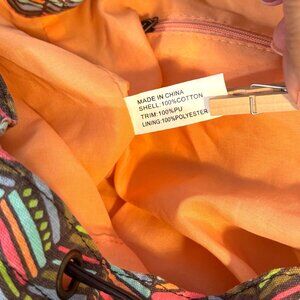 MADE IN CHINA
SHELL:100%COTTON
TRIM:100%PU
LINING:100%POLYESTER